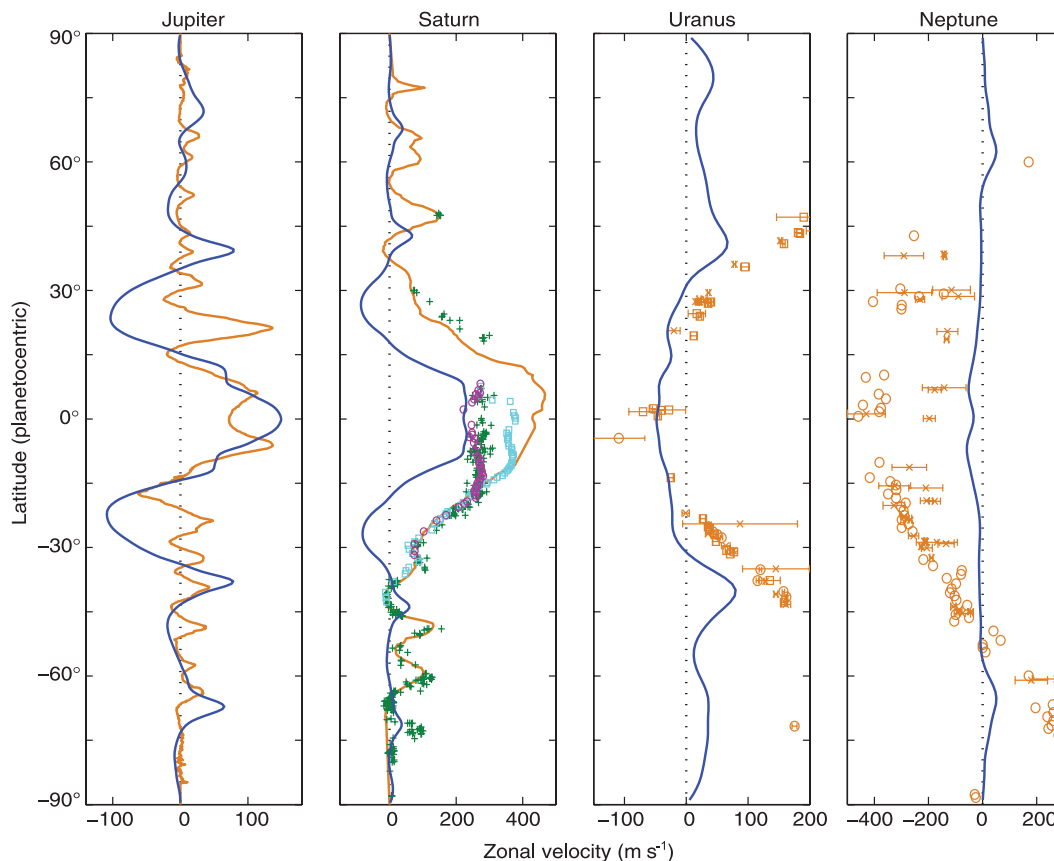 Jupiter Saturn Uranus Neptune
90°
60°
30°
0°
−30°
−60°
−90°
Latitude (planetocentric)
−100 0 100 0 200 400 −100 0 100 200 −400 −200 0 200
Zonal velocity (m s⁻¹)